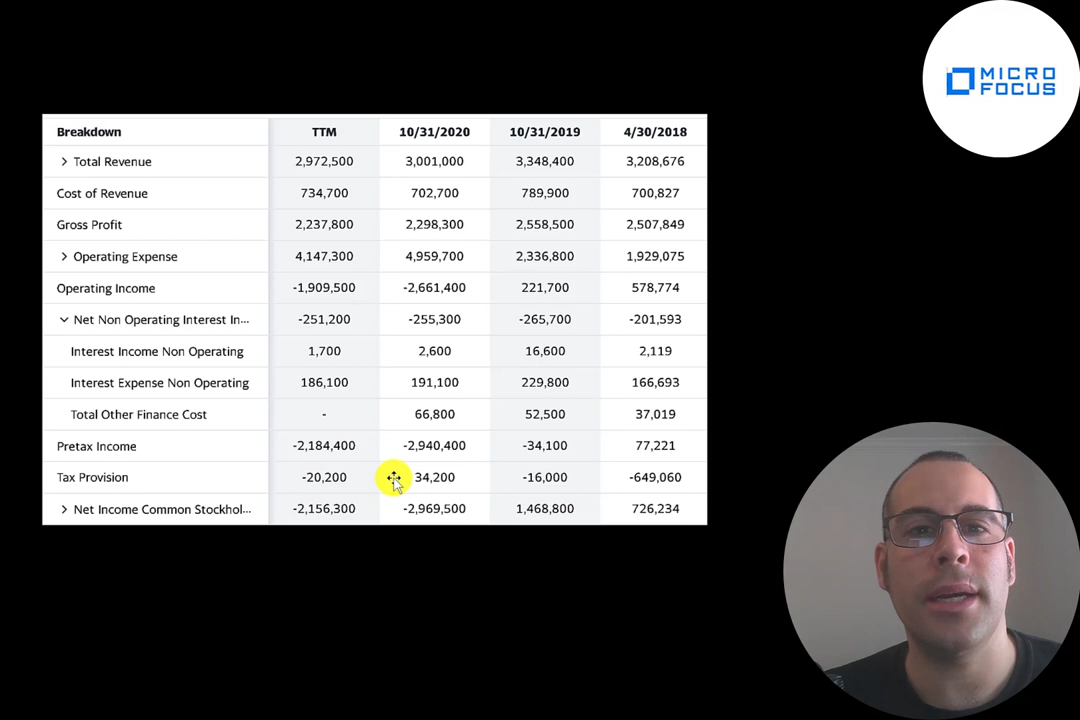 MICRO
FOCUS
Breakdown TTM 10/31/2020 10/31/2019 4/30/2018
Total Revenue 2,972,500 3,001,000 3,348,400 3,208,676
Cost of Revenue 734,700 702,700 789,900 700,827
Gross Profit 2,237,800 2,298,300 2,558,500 2,507,849
Operating Expense 4,147,300 4,959,700 2,336,800 1,929,075
Operating Income -1,909,500 -2,661,400 221,700 578,774
Net Non Operating Interest In... -251,200 -255,300 -265,700 -201,593
Interest Income Non Operating 1,700 2,600 16,600 2,119
Interest Expense Non Operating 186,100 191,100 229,800 166,693
Total Other Finance Cost - 66,800 52,500 37,019
Pretax Income -2,184,400 -2,940,400 -34,100 77,221
Tax Provision -20,200 34,200 -16,000 -649,060
Net Income Common Stockhol... -2,156,300 -2,969,500 1,468,800 726,234